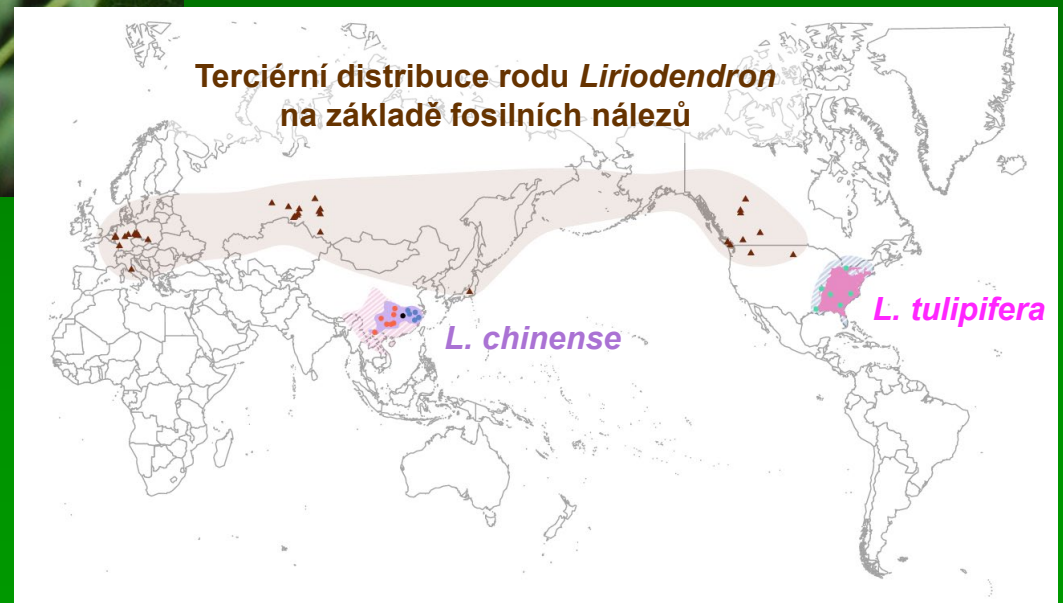 Terciérní distribuce rodu Liriodendron
na základě fosilních nálezů
L. tulipifera
L. chinense